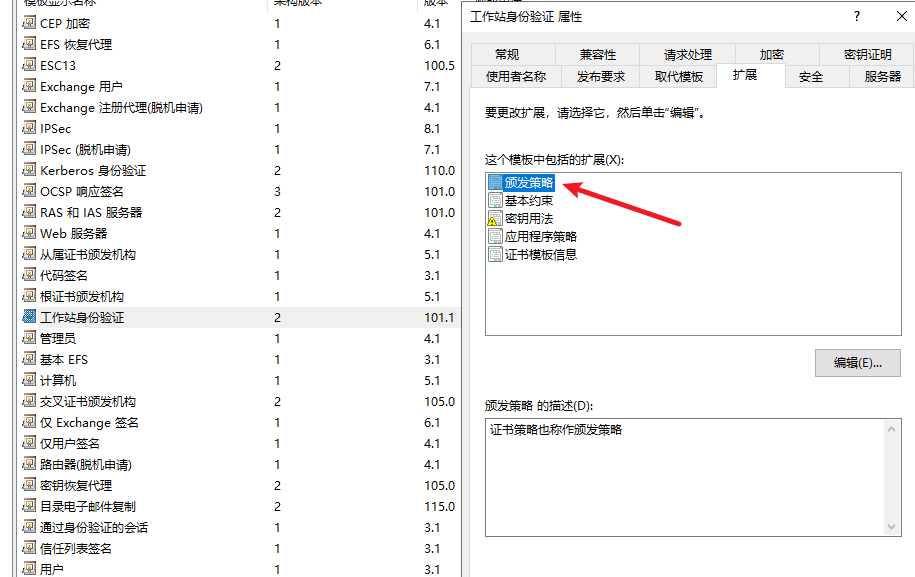 模板显示名称 架构版本 版本
CEP 加密 1 4.1
EFS 恢复代理 1 6.1
ESC13 2 100.5
Exchange 用户 1 7.1
Exchange 注册代理(脱机申请) 1 4.1
IPSec 1 8.1
IPSec (脱机申请) 1 7.1
Kerberos 身份验证 2 110.0
OCSP 响应签名 3 101.0
RAS 和 IAS 服务器 2 101.0
Web 服务器 1 4.1
从属证书颁发机构 1 5.1
代码签名 1 3.1
根证书颁发机构 1 5.1
工作站身份验证 2 101.1
管理员 1 4.1
基本 EFS 1 3.1
计算机 1 5.1
交叉证书颁发机构 2 105.0
仅 Exchange 签名 1 6.1
仅用户签名 1 4.1
路由器(脱机申请) 1 4.1
密钥恢复代理 2 105.0
目录电子邮件复制 2 115.0
通过身份验证的会话 1 3.1
信任列表签名 1 3.1
用户 1 3.1
工作站身份验证 属性 ?
常规 兼容性 请求处理 加密 密钥证明
使用者名称 发布要求 取代模板 扩展 安全 服务器
要更改扩展，请选择它，然后单击“编辑”。
这个模板中包括的扩展(X):
颁发策略
基本约束
密钥用法
应用程序策略
证书模板信息
编辑(E)...
颁发策略 的描述(D):
证书策略也称作颁发策略